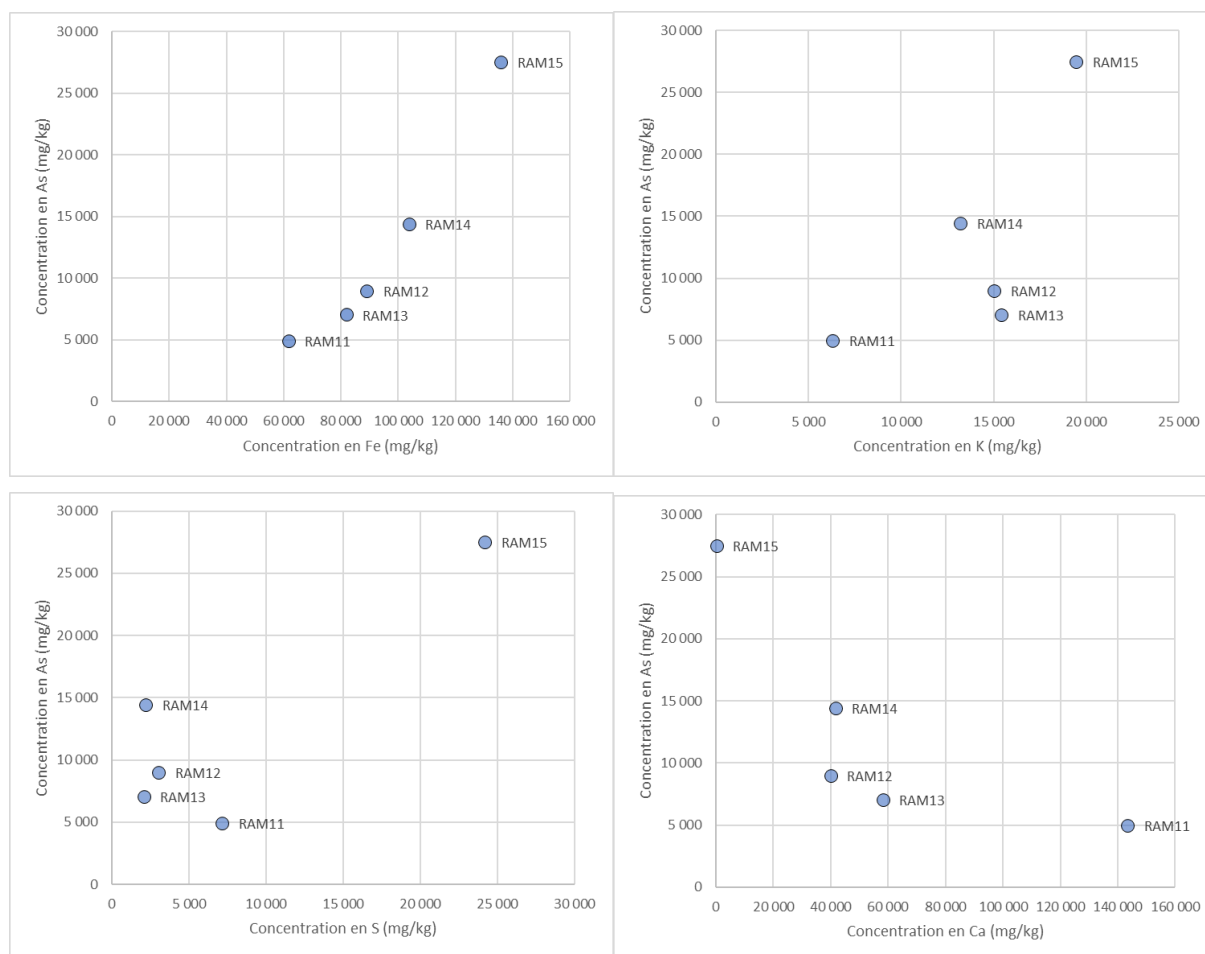 30 000
25 000
20 000
15 000
10 000
5 000
0
Concentration en As (mg/kg)
RAM15
RAM14
RAM12
RAM13
RAM11
0 20 000 40 000 60 000 80 000 100 000 120 000 140 000 160 000
Concentration en Fe (mg/kg)
30 000
25 000
20 000
15 000
10 000
5 000
0
Concentration en As (mg/kg)
RAM15
RAM14
RAM12
RAM13
RAM11
0 5 000 10 000 15 000 20 000 25 000
Concentration en K (mg/kg)
30 000
25 000
20 000
15 000
10 000
5 000
0
Concentration en As (mg/kg)
RAM15
RAM14
RAM12
RAM13
RAM11
0 5 000 10 000 15 000 20 000 25 000 30 000
Concentration en S (mg/kg)
30 000
25 000
20 000
15 000
10 000
5 000
0
Concentration en As (mg/kg)
RAM15
RAM14
RAM12
RAM13
RAM11
0 20 000 40 000 60 000 80 000 100 000 120 000 140 000 160 000
Concentration en Ca (mg/kg)